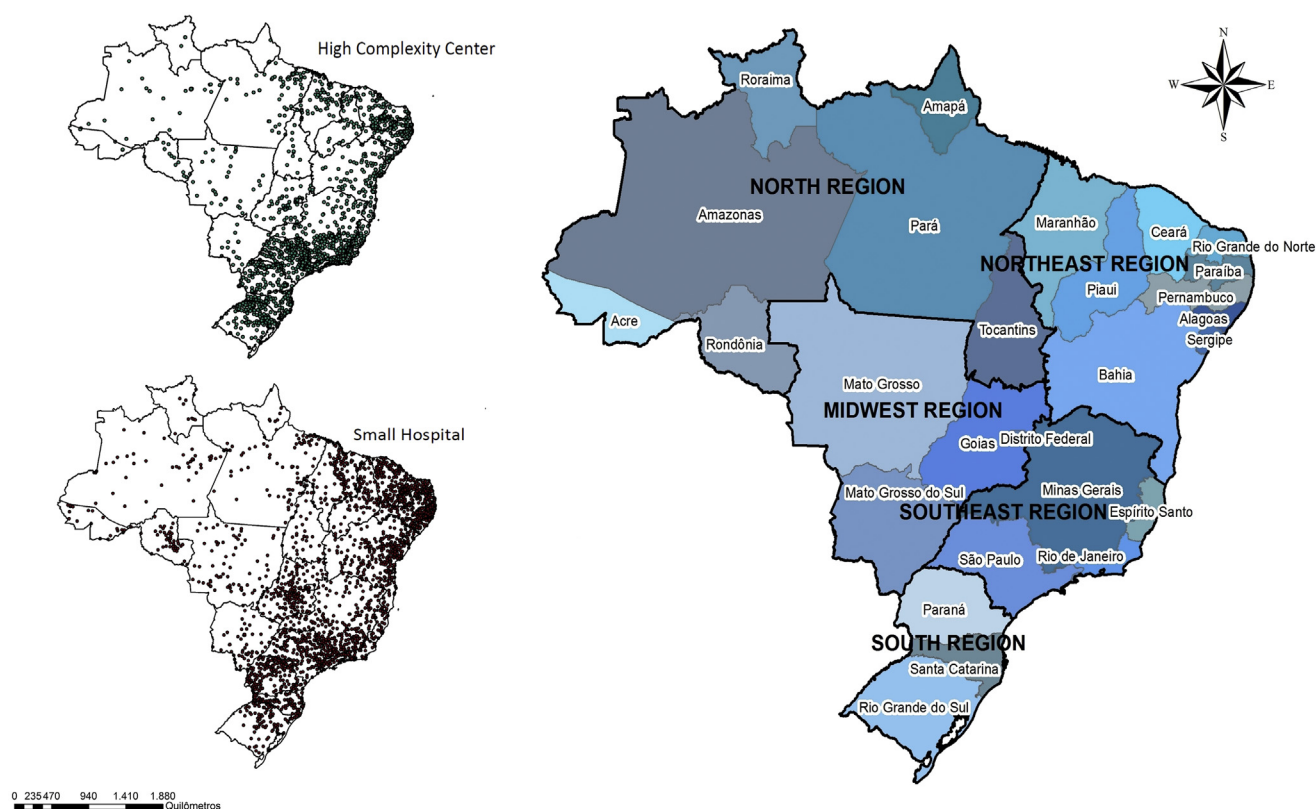 High Complexity Center
Small Hospital
0 235470 940 1.410 1.880
Quilômetros
N
W E
S
Roraima
Amapá
NORTH REGION
Amazonas
Pará
Maranhão
Ceará
Rio Grande do Norte
NORTHEAST REGION
Paraíba
Piaui
Pernambuco
Acre
Alagoas
Rondônia
Tocantins
Sergipe
Mato Grosso
Bahia
MIDWEST REGION
Goias
Distrito Federal
Mato Grosso do Sul
Minas Gerais
SOUTHEAST REGION
Espírito Santo
São Paulo
Rio de Janeiro
Paraná
SOUTH REGION
Santa Catarina
Rio Grande do Sul